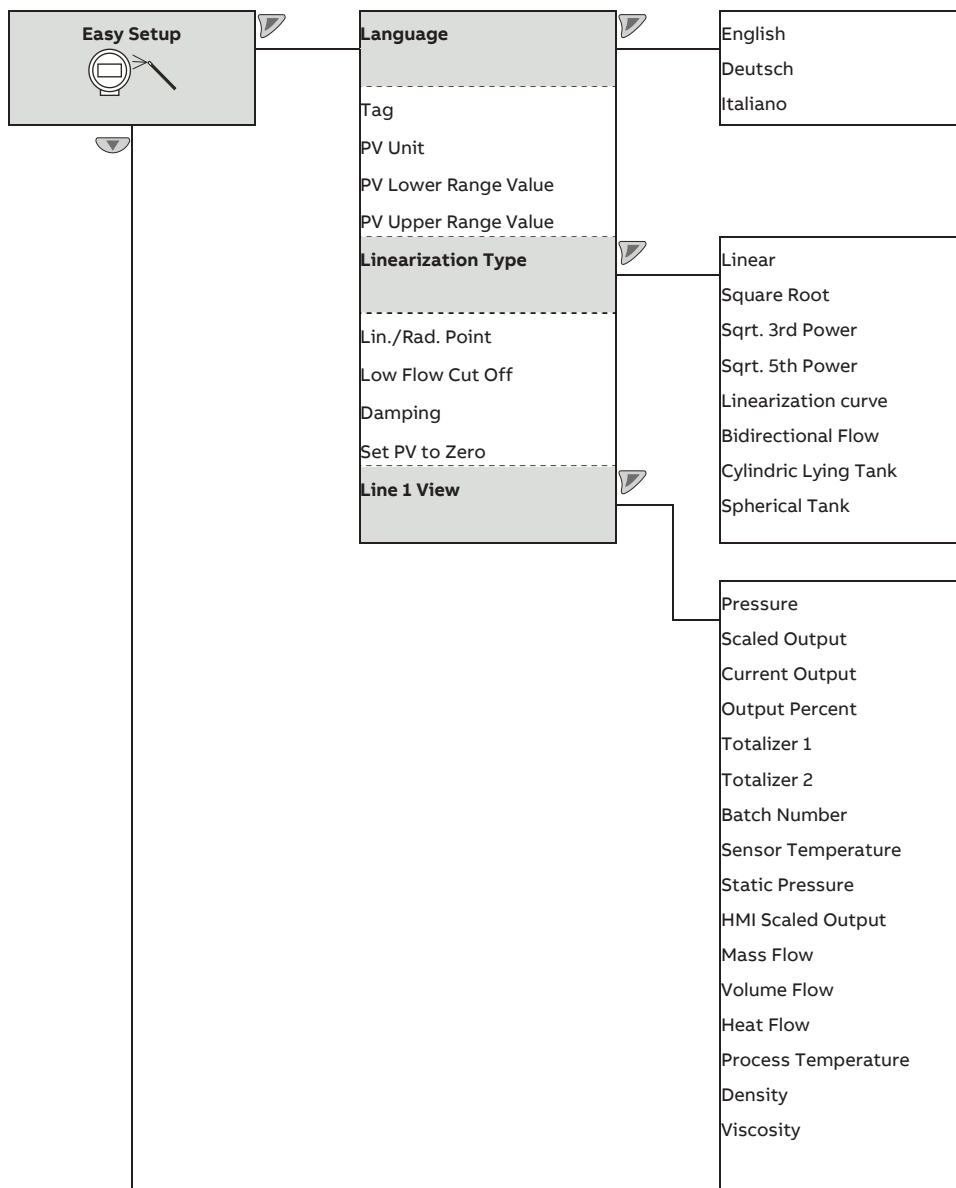 Easy Setup
Language
Tag
PV Unit
PV Lower Range Value
PV Upper Range Value
Linearization Type
Lin./Rad. Point
Low Flow Cut Off
Damping
Set PV to Zero
Line 1 View
English
Deutsch
Italiano
Linear
Square Root
Sqrt. 3rd Power
Sqrt. 5th Power
Linearization curve
Bidirectional Flow
Cylindric Lying Tank
Spherical Tank
Pressure
Scaled Output
Current Output
Output Percent
Totalizer 1
Totalizer 2
Batch Number
Sensor Temperature
Static Pressure
HMI Scaled Output
Mass Flow
Volume Flow
Heat Flow
Process Temperature
Density
Viscosity